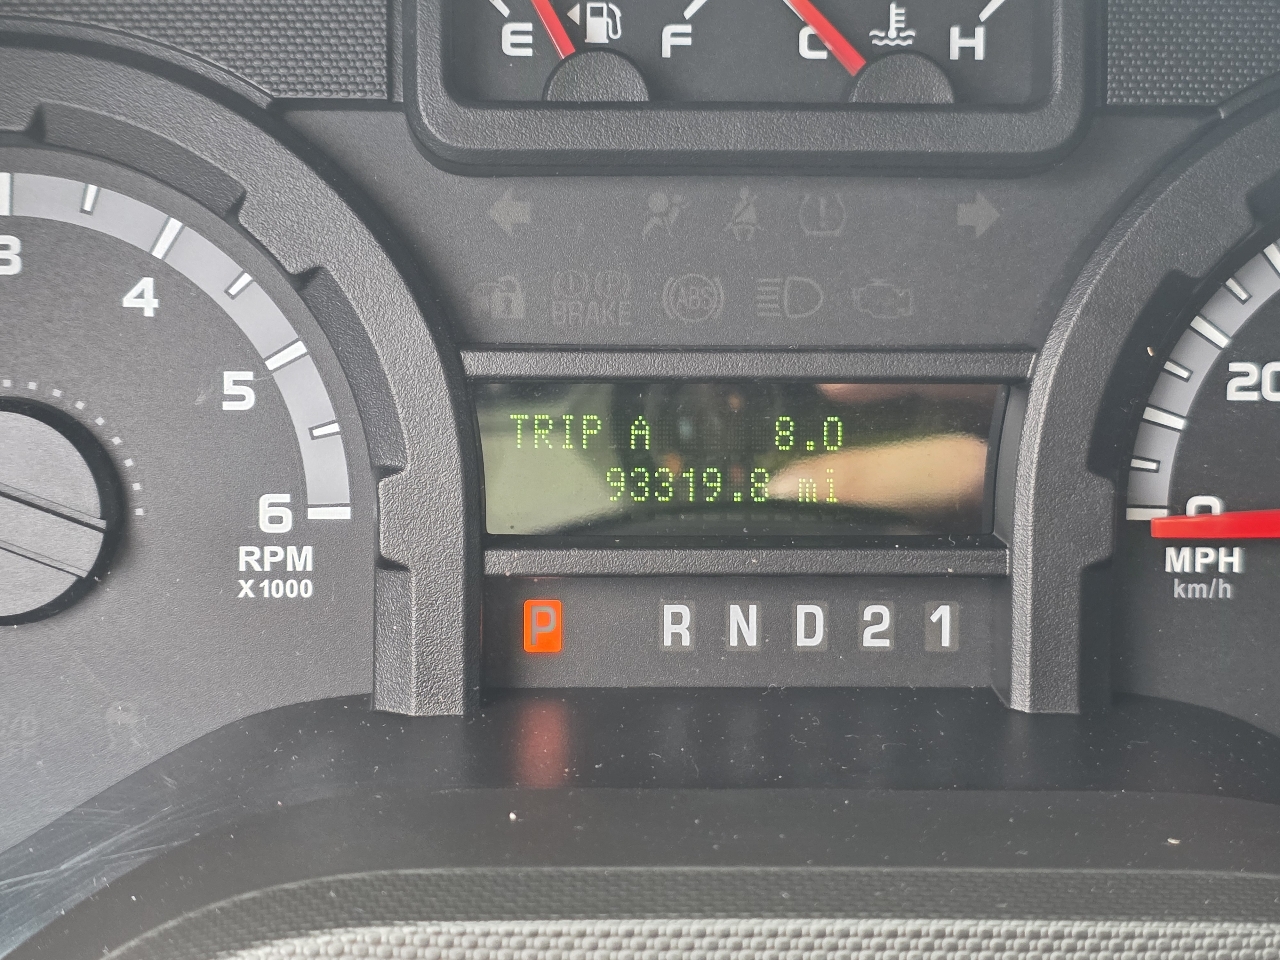 E F C H
BRAKE ABS
3
4
5
6
RPM
X1000
TRIP A 8.0
93319.8 mi
P R N D 2 1
20
0
MPH
km/h